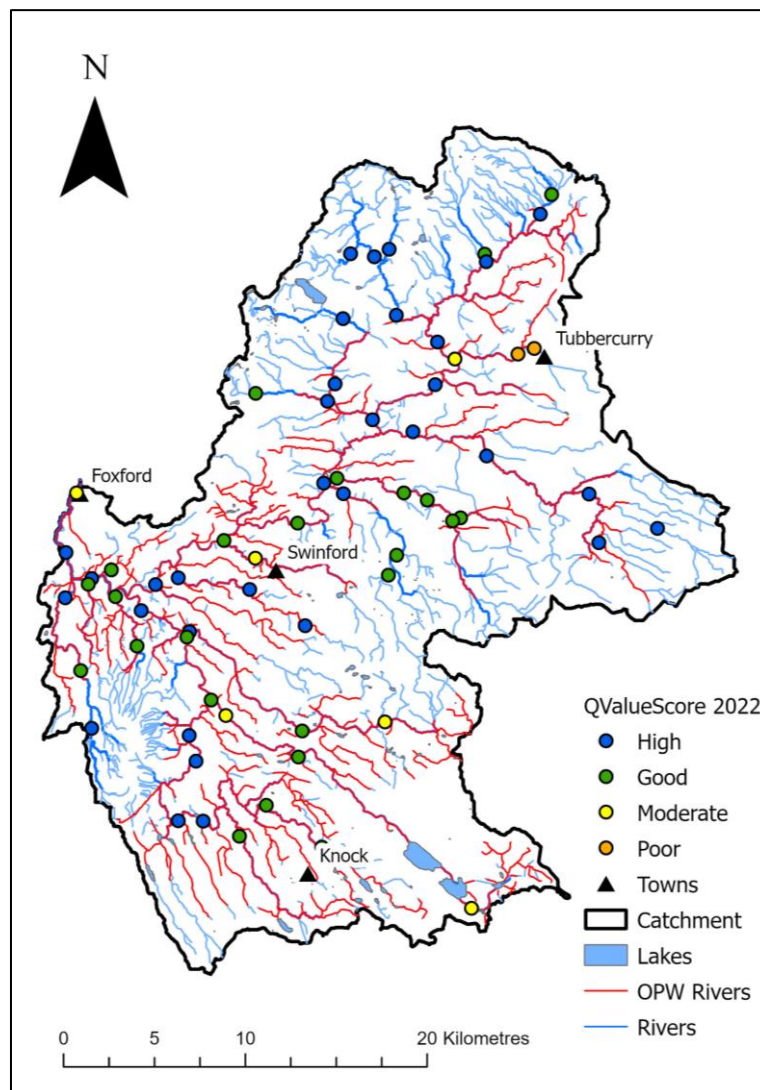 N
Tubbercurry
Foxford
Swinford
QValueScore 2022
High
Good
Moderate
Poor
Knock
Towns
Catchment
Lakes
OPW Rivers
Rivers
0 5 10 20 Kilometres